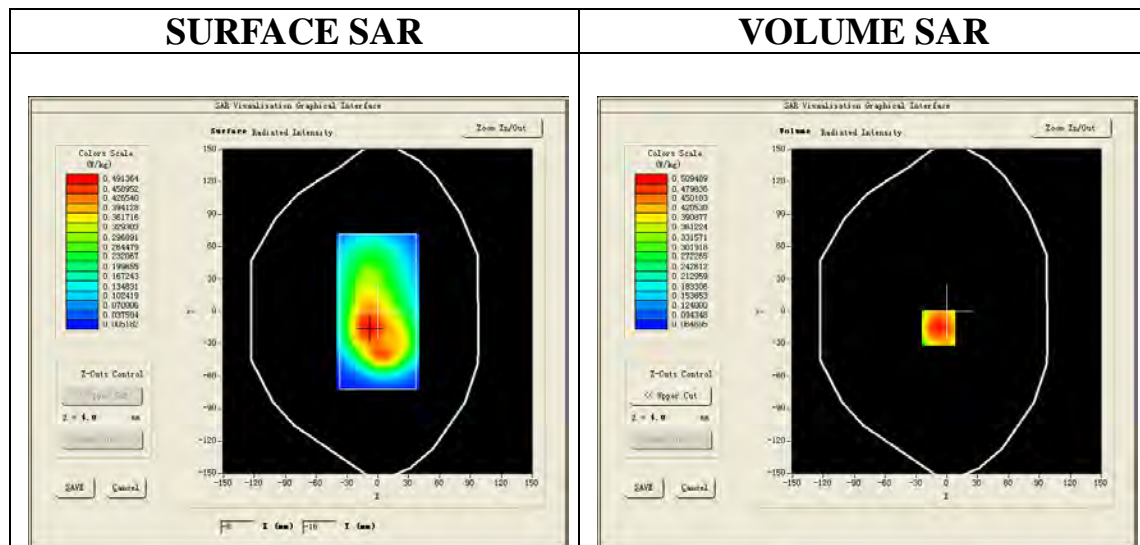 SURFACE SAR
VOLUME SAR
SAR Visualisation Graphical Interface
Surface Radiated Intensity
Zoom In/Out
Colors Scale
(W/kg)
0.491364
0.458952
0.426540
0.394128
0.361716
0.329303
0.296891
0.264479
0.232067
0.199655
0.167243
0.134831
0.102419
0.070006
0.037594
0.005182
150
120
90
60
30
0
-30
-60
-90
-120
-150
-150 -120 -90 -60 -30 0 30 60 90 120 150
X
Z-Cuts Control
Z = 4.0 mm
SAVE
Cancel
-8 X (mm) -16 Y (mm)
SAR Visualisation Graphical Interface
Volume Radiated Intensity
Zoom In/Out
Colors Scale
(W/kg)
0.509489
0.479836
0.450183
0.420530
0.390877
0.361224
0.331571
0.301918
0.272265
0.242612
0.212959
0.183306
0.153653
0.124000
0.094348
0.064695
150
120
90
60
30
0
-30
-60
-90
-120
-150
-150 -120 -90 -60 -30 0 30 60 90 120 150
X
Z-Cuts Control
<< Upper Cut
Z = 4.0 mm
SAVE
Cancel